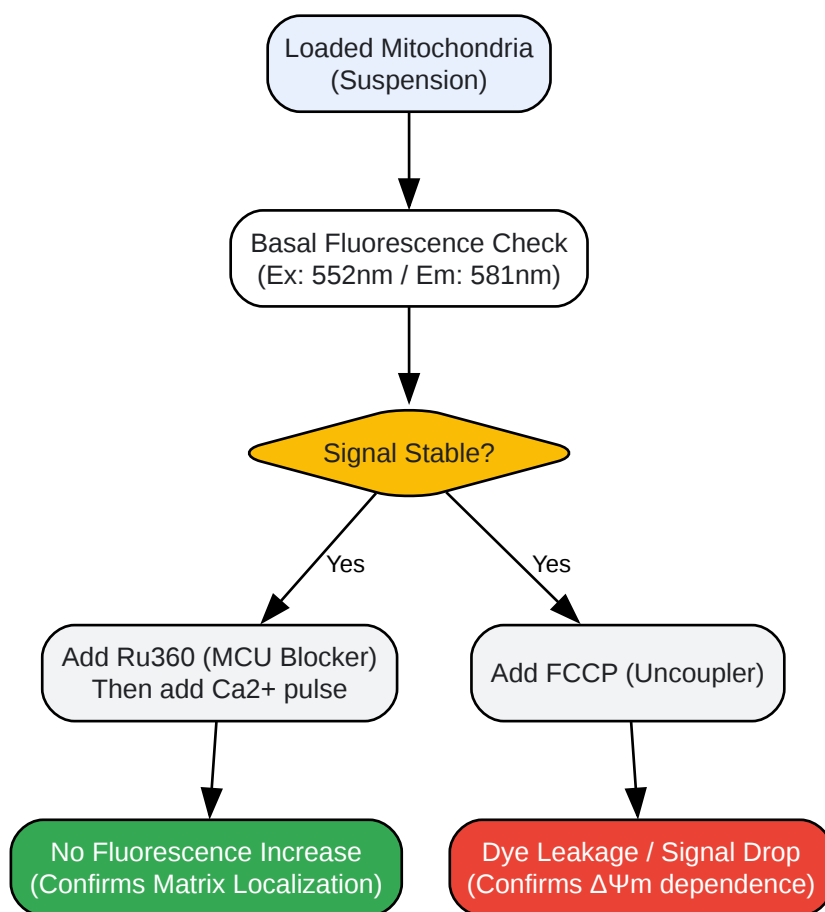 Loaded Mitochondria
(Suspension)
Basal Fluorescence Check
(Ex: 552nm / Em: 581nm)
Signal Stable?
Yes
Yes
Add Ru360 (MCU Blocker)
Then add Ca2+ pulse
Add FCCP (Uncoupler)
No Fluorescence Increase
(Confirms Matrix Localization)
Dye Leakage / Signal Drop
(Confirms ΔΨm dependence)